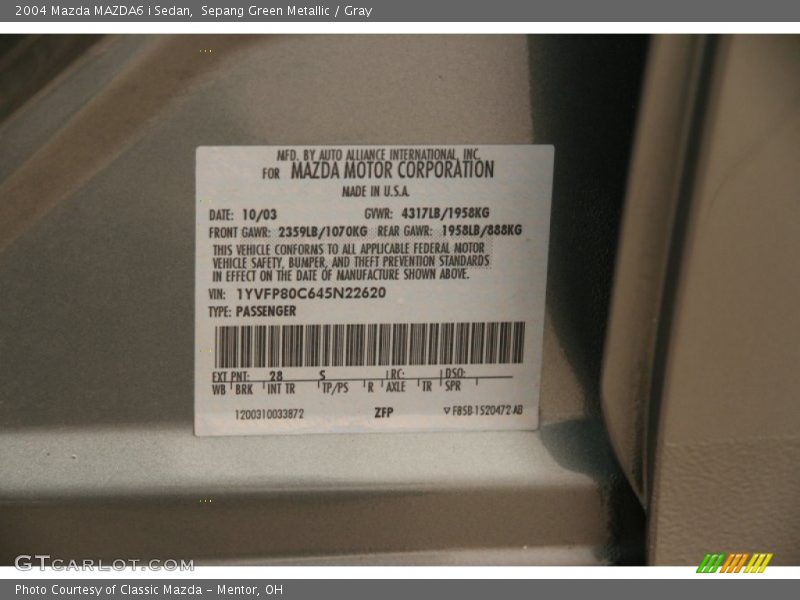 2004 Mazda MAZDA6 i Sedan,  Sepang Green Metallic / Gray
MFD. BY AUTO ALLIANCE INTERNATIONAL, INC.
FOR MAZDA MOTOR CORPORATION
MADE IN U.S.A.
DATE: 10/03 GVWR: 4317LB/1958KG
FRONT GAWR: 2359LB/1070KG REAR GAWR: 1958LB/888KG
THIS VEHICLE CONFORMS TO ALL APPLICABLE FEDERAL MOTOR
VEHICLE SAFETY, BUMPER, AND THEFT PREVENTION STANDARDS
IN EFFECT ON THE DATE OF MANUFACTURE SHOWN ABOVE.
VIN: 1YVFP80C645N22620
TYPE: PASSENGER
EXT PNT: 28 S RC: DSO:
WB BRK INT TR TP/PS R AXLE TR SPR
1200310033872 ZFP F85B-1520472-AB
GTCARLOT.COM
Photo Courtesy of Classic Mazda – Mentor, OH